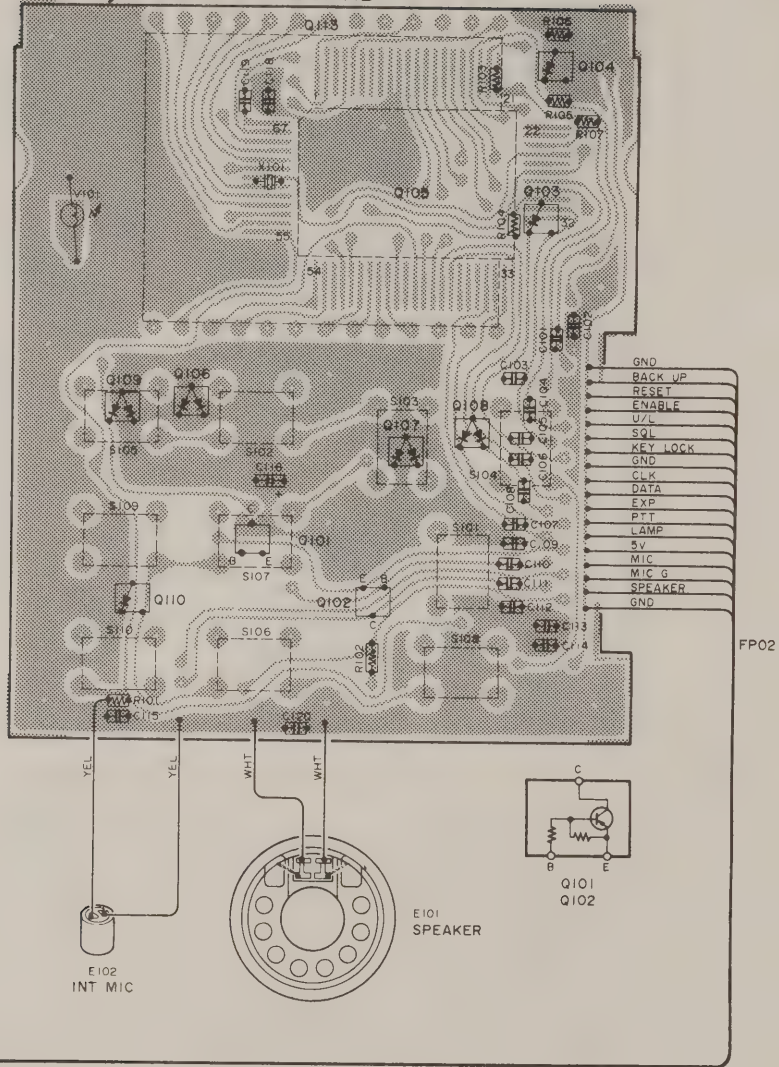 Q113
R106
C119
C118
R103
Q104
21
67
R105
22
R107
X101
Q105
Q103
V101
R104
32
55
54
33
C101
C102
GND
BACK UP
RESET
ENABLE
U/L
SQL
KEY LOCK
GND
CLK
DATA
EXP
PTT
LAMP
5V
MIC
MIC G
SPEAKER
GND
FP02
C103
Q109
Q106
S103
Q108
C104
Q107
C105
S105
S102
C106
S104
C116
+
C108
S109
C
C107
Q101
S101
C109
B
E
S107
E
B
C110
Q110
Q102
C111
C
C112
S110
S106
S108
C113
R102
C114
R101
C115
C120
YEL
YEL
WHT
WHT
C
B
E
Q101
Q102
E101
SPEAKER
E102
INT MIC